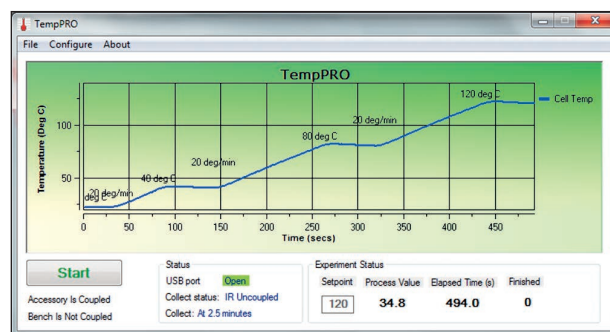 TempPRO
File Configure About
TempPRO
Temperature (Deg C)
100
50
deg C
20 deg/min
40 deg C
20 deg/min
80 deg C
20 deg/min
120 deg C
Cell Temp
0 50 100 150 200 250 300 350 400 450
Time (secs)
Start
Accessory Is Coupled
Bench Is Not Coupled
Status
USB port Open
Collect status: IR Uncoupled
Collect: At 2.5 minutes
Experiment Status
Setpoint Process Value Elapsed Time (s) Finished
120 34.8 494.0 0